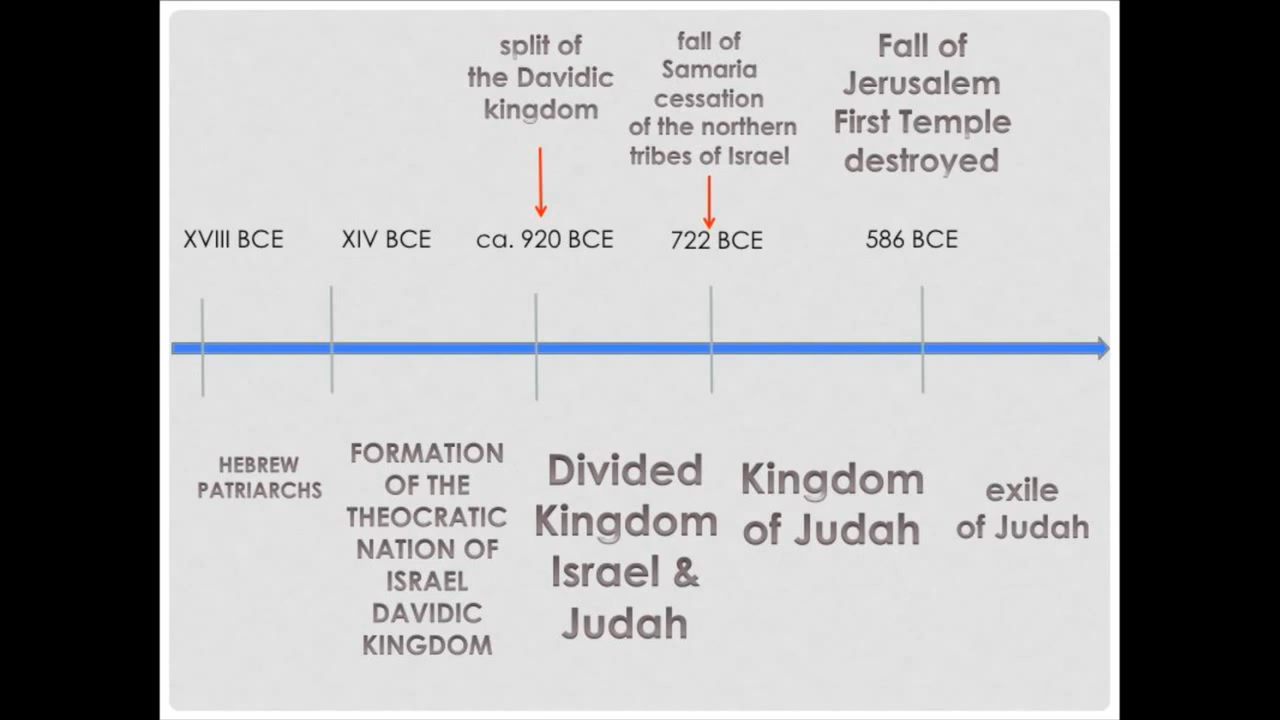 split of
the Davidic
kingdom
fall of
Samaria
cessation
of the northern
tribes of Israel
Fall of
Jerusalem
First Temple
destroyed
XVIII BCE
XIV BCE
ca. 920 BCE
722 BCE
586 BCE
HEBREW
PATRIARCHS
FORMATION
OF THE
THEOCRATIC
NATION OF
ISRAEL
DAVIDIC
KINGDOM
Divided
Kingdom
Israel &
Judah
Kingdom
of Judah
exile
of Judah